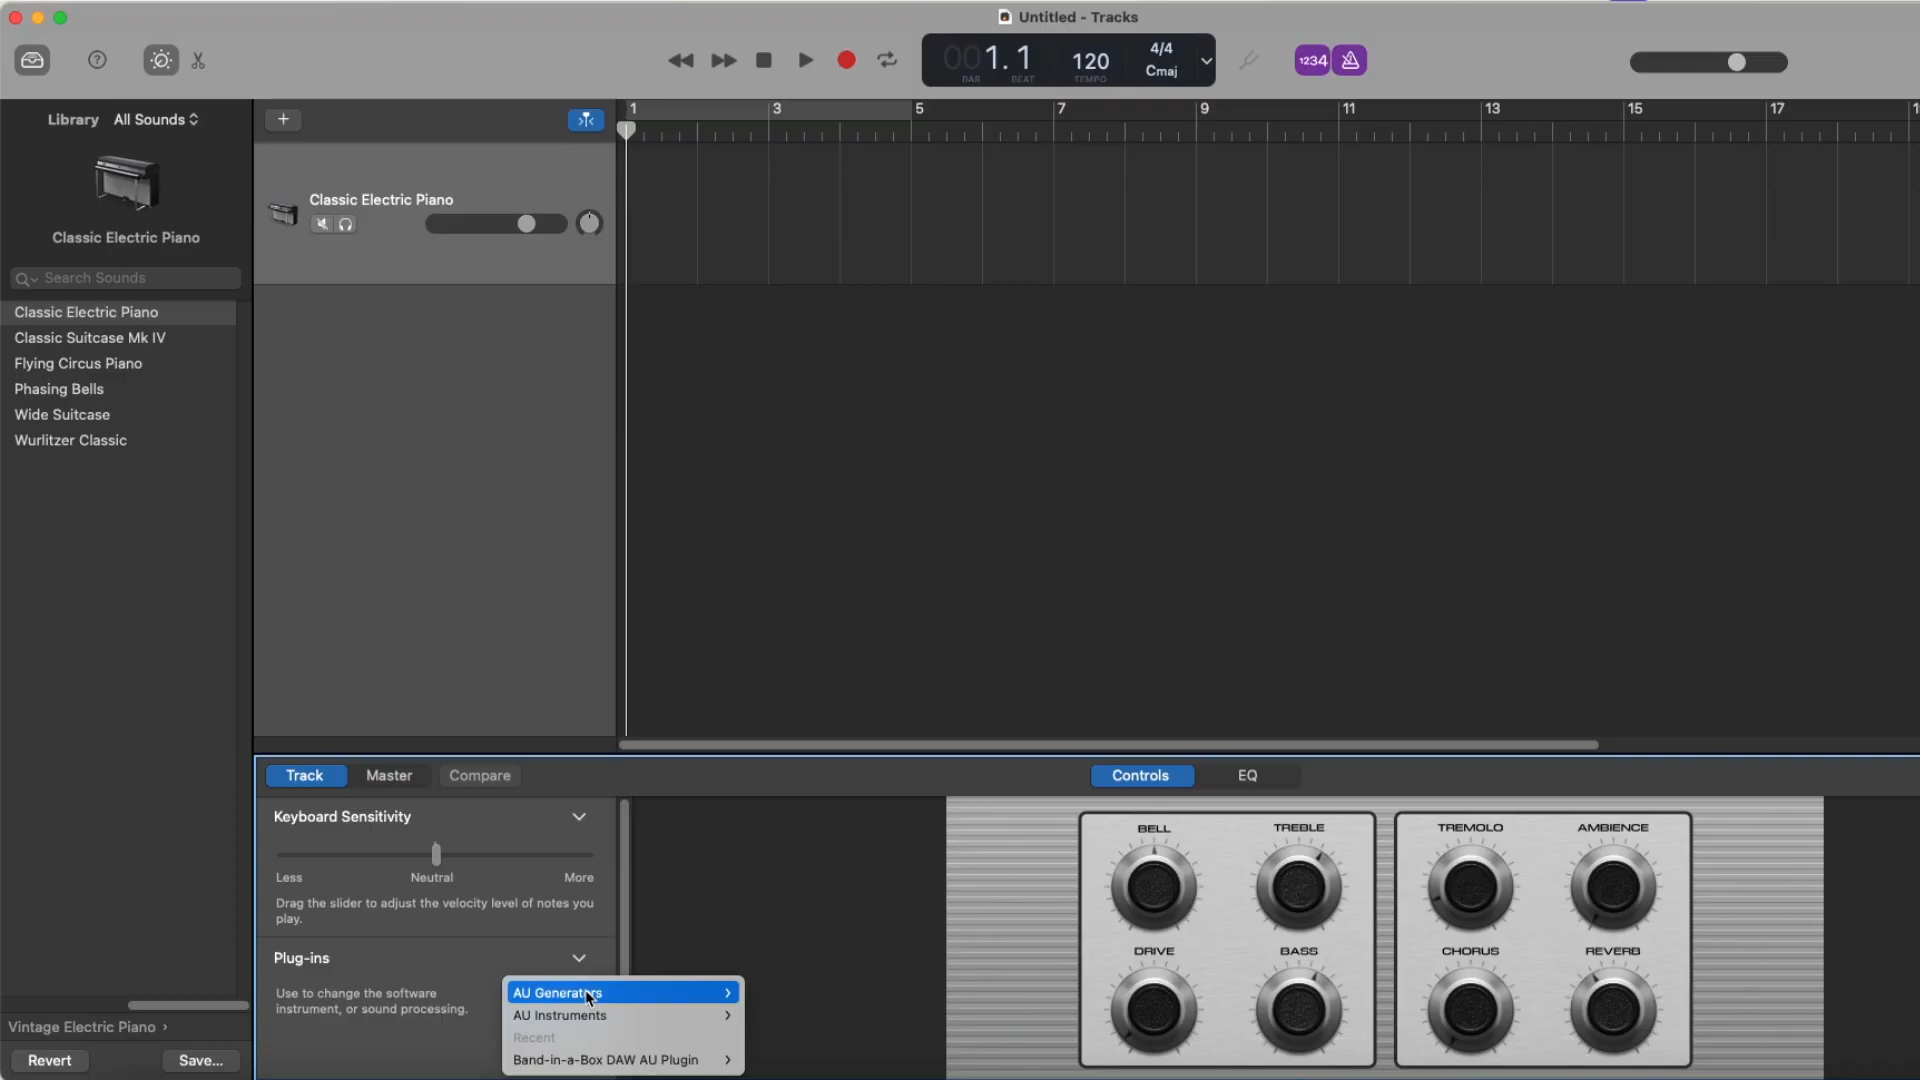 Untitled - Tracks
001.1
BAR BEAT
120
TEMPO
4/4
Cmaj
1234
Library All Sounds
Classic Electric Piano
Search Sounds
Classic Electric Piano
Classic Suitcase Mk IV
Flying Circus Piano
Phasing Bells
Wide Suitcase
Wurlitzer Classic
Vintage Electric Piano ›
Revert Save...
+
1 3 5 7 9 11 13 15 17
Classic Electric Piano
Track Master Compare
Controls EQ
Keyboard Sensitivity
Less Neutral More
Drag the slider to adjust the velocity level of notes you
play.
Plug-ins
Use to change the software
instrument, or sound processing.
AU Generators
AU Instruments
Recent
Band-in-a-Box DAW AU Plugin
BELL TREBLE TREMOLO AMBIENCE
DRIVE BASS CHORUS REVERB